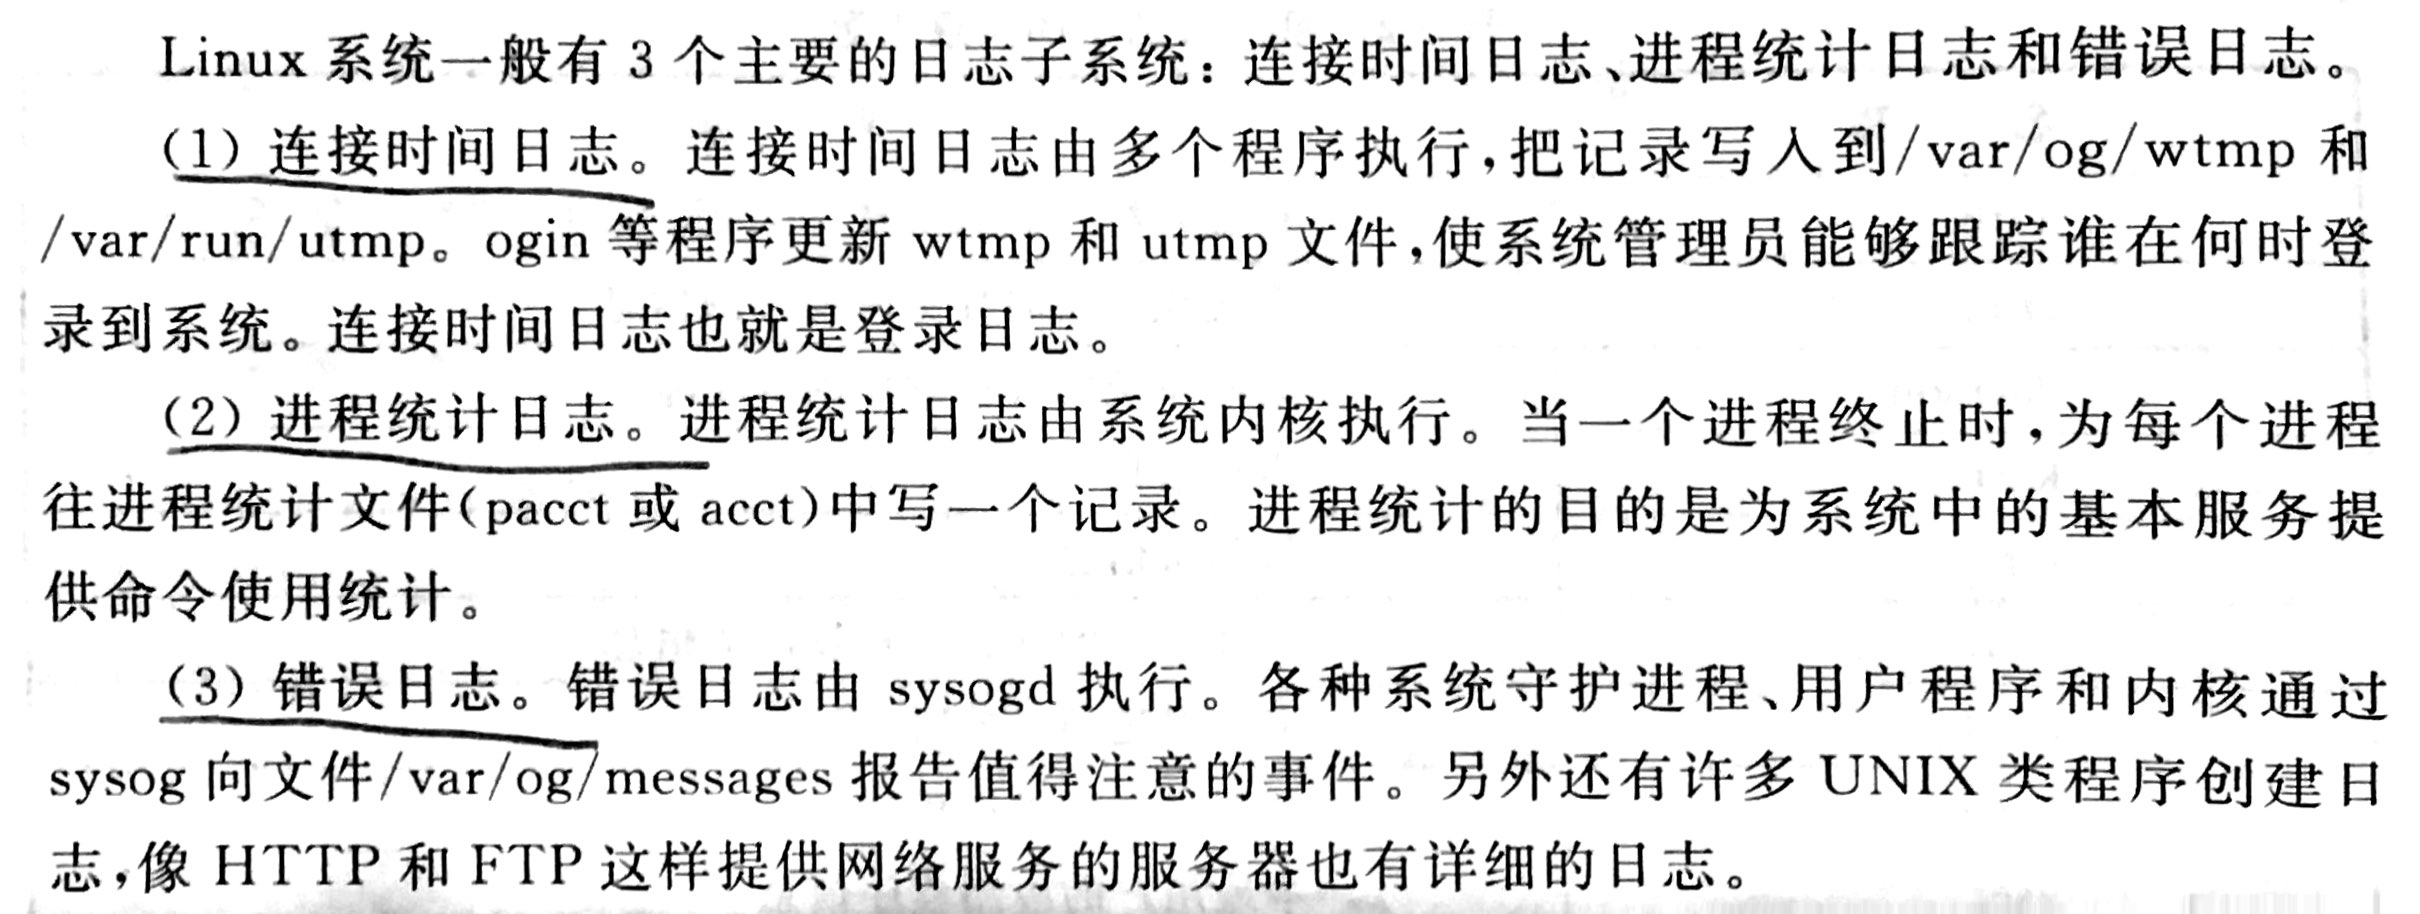 Linux 系统一般有 3 个主要的日志子系统：连接时间日志、进程统计日志和错误日志。
(1) 连接时间日志。连接时间日志由多个程序执行,把记录写入到/var/og/wtmp 和
/var/run/utmp。ogin 等程序更新 wtmp 和 utmp 文件,使系统管理员能够跟踪谁在何时登
录到系统。连接时间日志也就是登录日志。
(2) 进程统计日志。进程统计日志由系统内核执行。当一个进程终止时,为每个进程
往进程统计文件(pacct 或 acct)中写一个记录。进程统计的目的是为系统中的基本服务提
供命令使用统计。
(3) 错误日志。错误日志由 sysogd 执行。各种系统守护进程、用户程序和内核通过
sysog 向文件/var/og/messages 报告值得注意的事件。另外还有许多 UNIX 类程序创建日
志,像 HTTP 和 FTP 这样提供网络服务的服务器也有详细的日志。